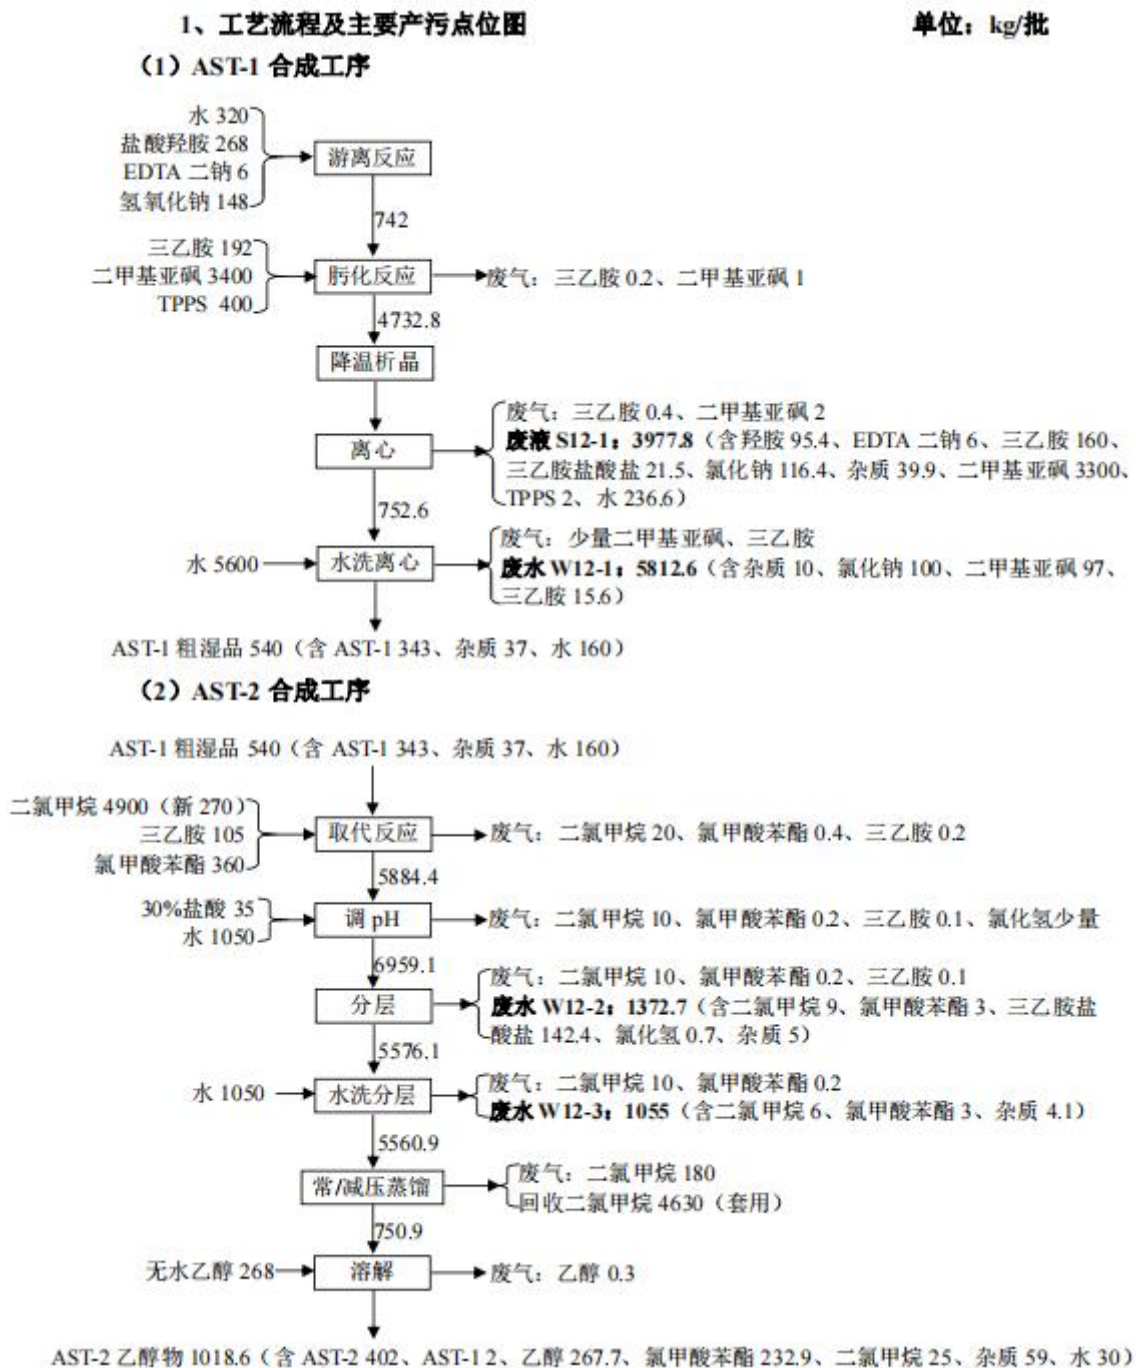 1、工艺流程及主要产污点位图 单位：kg/批
（1）AST-1 合成工序
水 320
盐酸羟胺 268
EDTA 二钠 6
氢氧化钠 148
游离反应
742
三乙胺 192
二甲基亚砜 3400
TPPS 400
肟化反应
废气：三乙胺 0.2、二甲基亚砜 1
4732.8
降温析晶
离心
废气：三乙胺 0.4、二甲基亚砜 2
废液 S12-1：3977.8（含羟胺 95.4、EDTA 二钠 6、三乙胺 160、
三乙胺盐酸盐 21.5、氯化钠 116.4、杂质 39.9、二甲基亚砜 3300、
TPPS 2、水 236.6）
752.6
水 5600
水洗离心
废气：少量二甲基亚砜、三乙胺
废水 W12-1：5812.6（含杂质 10、氯化钠 100、二甲基亚砜 97、
三乙胺 15.6）
AST-1 粗湿品 540（含 AST-1 343、杂质 37、水 160）
（2）AST-2 合成工序
AST-1 粗湿品 540（含 AST-1 343、杂质 37、水 160）
二氯甲烷 4900（新 270）
三乙胺 105
氯甲酸苯酯 360
取代反应
废气：二氯甲烷 20、氯甲酸苯酯 0.4、三乙胺 0.2
5884.4
30%盐酸 35
水 1050
调 pH
废气：二氯甲烷 10、氯甲酸苯酯 0.2、三乙胺 0.1、氯化氢少量
6959.1
分层
废气：二氯甲烷 10、氯甲酸苯酯 0.2、三乙胺 0.1
废水 W12-2：1372.7（含二氯甲烷 9、氯甲酸苯酯 3、三乙胺盐
酸盐 142.4、氯化氢 0.7、杂质 5）
5576.1
水 1050
水洗分层
废气：二氯甲烷 10、氯甲酸苯酯 0.2
废水 W12-3：1055（含二氯甲烷 6、氯甲酸苯酯 3、杂质 4.1）
5560.9
常/减压蒸馏
废气：二氯甲烷 180
回收二氯甲烷 4630（套用）
750.9
无水乙醇 268
溶解
废气：乙醇 0.3
AST-2 乙醇物 1018.6（含 AST-2 402、AST-1 2、乙醇 267.7、氯甲酸苯酯 232.9、二氯甲烷 25、杂质 59、水 30）